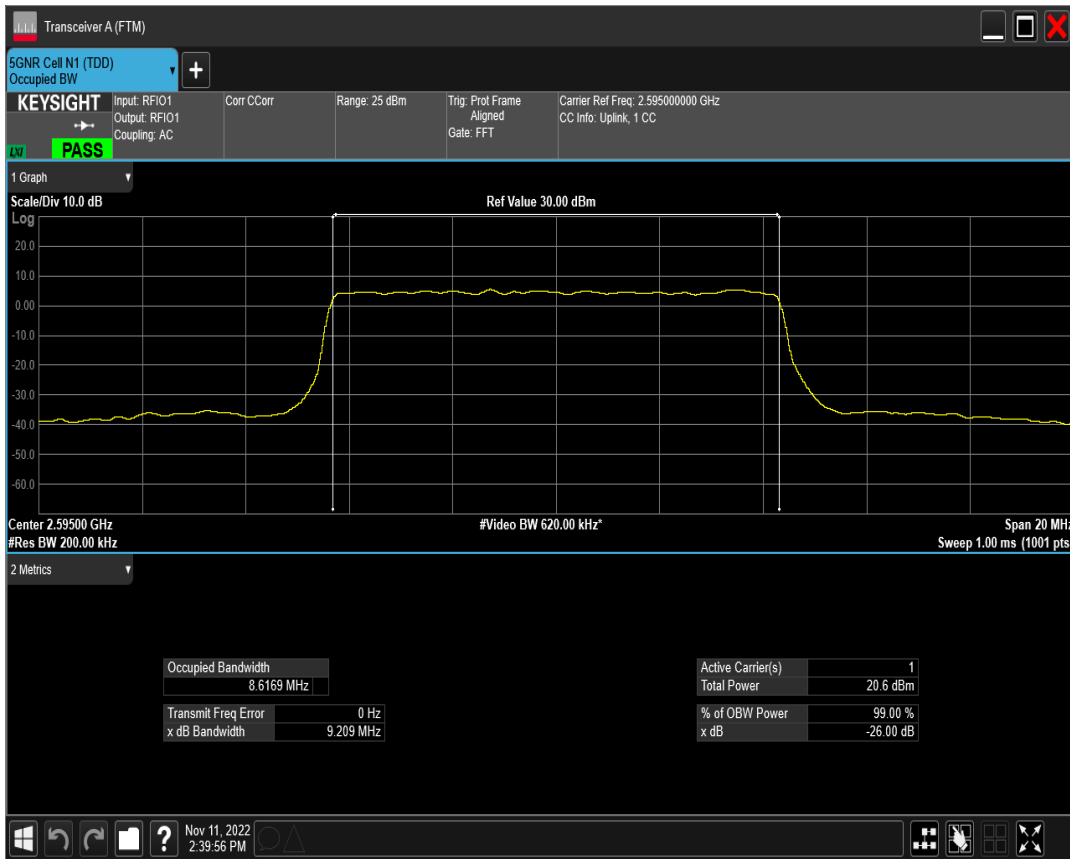 Transceiver A (FTM)
5GNR Cell N1 (TDD)
Occupied BW
+
KEYSIGHT
Input: RFIO1
Output: RFIO1
Coupling: AC
Corr CCorr
Range: 25 dBm
Trig: Prot Frame
Aligned
Gate: FFT
Carrier Ref Freq: 2.595000000 GHz
CC Info: Uplink, 1 CC
LXI
PASS
1 Graph
Scale/Div 10.0 dB
Ref Value 30.00 dBm
Log
20.0
10.0
0.00
-10.0
-20.0
-30.0
-40.0
-50.0
-60.0
Center 2.59500 GHz
#Video BW 620.00 kHz*
Span 20 MHz
#Res BW 200.00 kHz
Sweep 1.00 ms (1001 pts
2 Metrics
Occupied Bandwidth
8.6169 MHz
Transmit Freq Error 0 Hz
x dB Bandwidth 9.209 MHz
Active Carrier(s) 1
Total Power 20.6 dBm
% of OBW Power 99.00 %
x dB -26.00 dB
?
Nov 11, 2022
2:39:56 PM